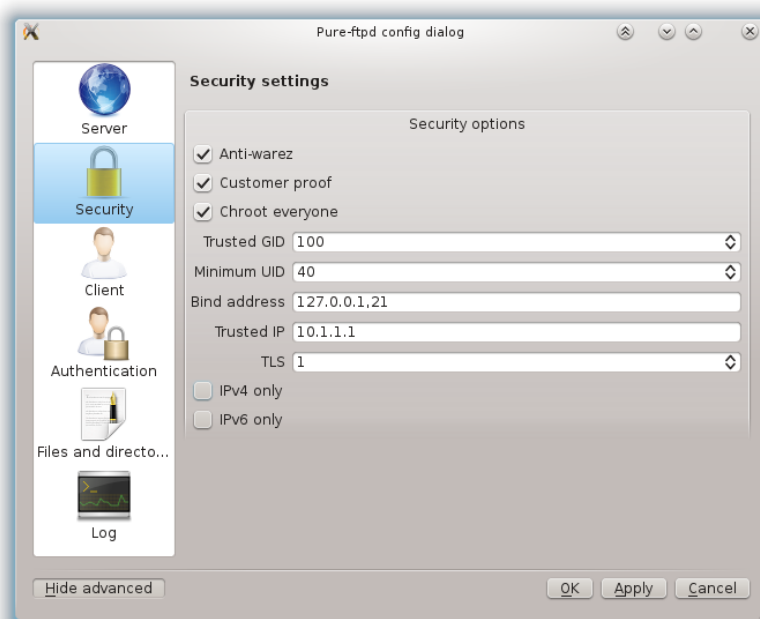 Pure-ftpd config dialog
Server
Security
Client
Authentication
Files and directo...
Log
Security settings
Security options
Anti-warez
Customer proof
Chroot everyone
Trusted GID 100
Minimum UID 40
Bind address 127.0.0.1,21
Trusted IP 10.1.1.1
TLS 1
IPv4 only
IPv6 only
Hide advanced
OK Apply Cancel